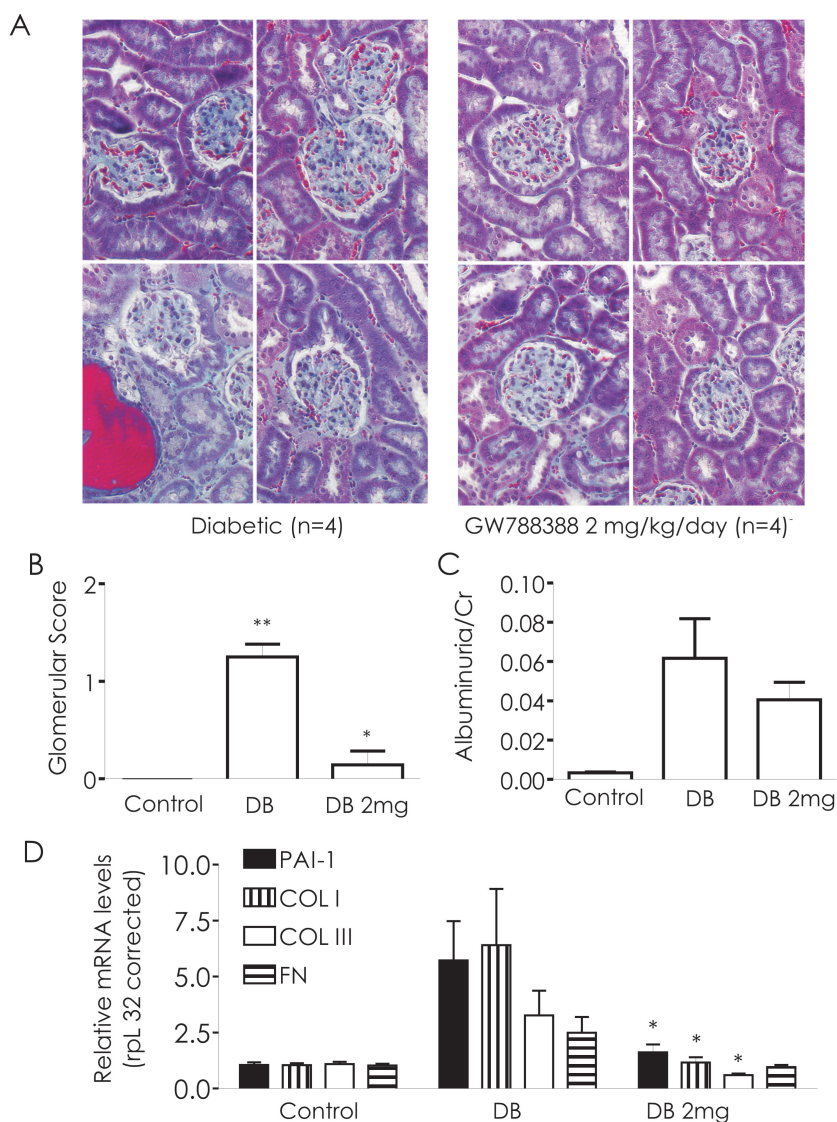 A
Diabetic (n=4)
GW788388 2 mg/kg/day (n=4)-
B
Glomerular Score
2
1
0
**
*
Control DB DB 2mg
C
Albuminuria/Cr
0.10
0.08
0.06
0.04
0.02
0.00
Control DB DB 2mg
D
Relative mRNA levels
(rpL 32 corrected)
10.0
7.5
5.0
2.5
0.0
PAI-1
COL I
COL III
FN
* * *
Control DB DB 2mg